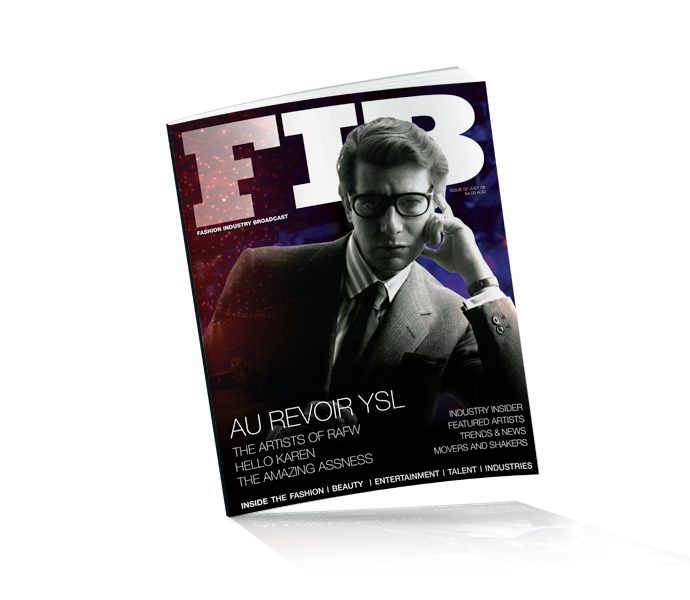 FIB
ISSUE 02 JULY 08
$4.00 AUD
FASHION INDUSTRY BROADCAST
AU REVOIR YSL
THE ARTISTS OF RAFW
HELLO KAREN
THE AMAZING ASSNESS
INDUSTRY INSIDER
FEATURED ARTISTS
TRENDS & NEWS
MOVERS AND SHAKERS
INSIDE THE FASHION I BEAUTY I ENTERTAINMENT I TALENT I INDUSTRIES